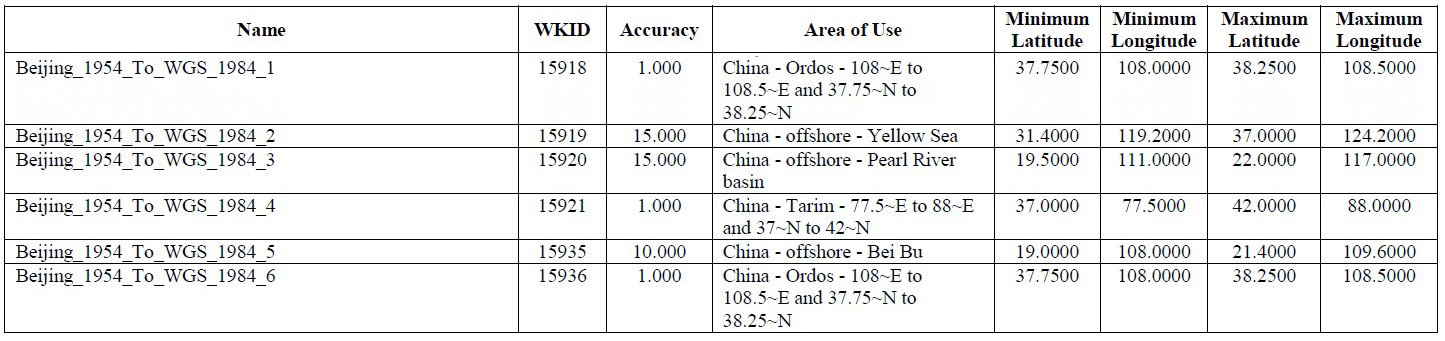 Name WKID Accuracy Area of Use Minimum Latitude Minimum Longitude Maximum Latitude Maximum Longitude
Beijing_1954_To_WGS_1984_1 15918 1.000 China - Ordos - 108~E to 37.7500 108.0000 38.2500 108.5000
108.5~E and 37.75~N to
38.25~N
Beijing_1954_To_WGS_1984_2 15919 15.000 China - offshore - Yellow Sea 31.4000 119.2000 37.0000 124.2000
Beijing_1954_To_WGS_1984_3 15920 15.000 China - offshore - Pearl River 19.5000 111.0000 22.0000 117.0000
basin
Beijing_1954_To_WGS_1984_4 15921 1.000 China - Tarim - 77.5~E to 88~E 37.0000 77.5000 42.0000 88.0000
and 37~N to 42~N
Beijing_1954_To_WGS_1984_5 15935 10.000 China - offshore - Bei Bu 19.0000 108.0000 21.4000 109.6000
Beijing_1954_To_WGS_1984_6 15936 1.000 China - Ordos - 108~E to 37.7500 108.0000 38.2500 108.5000
108.5~E and 37.75~N to
38.25~N